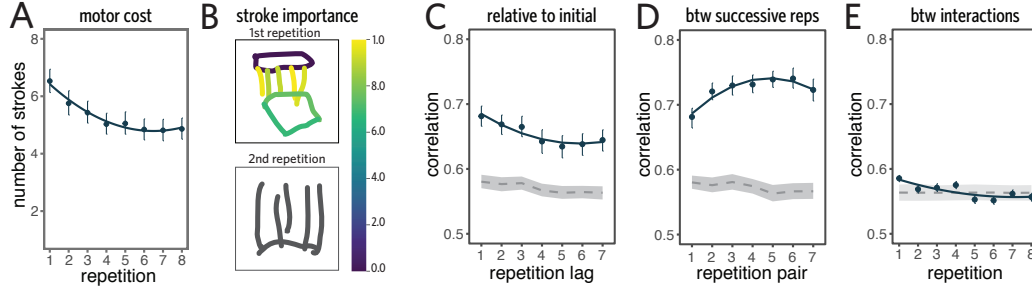 A
motor cost
number of strokes
8
6
4
2
1 2 3 4 5 6 7 8
repetition
B
stroke importance
1st repetition
2nd repetition
1.0
8.0
6.0
4.0
2.0
0.0
C
relative to initial
correlation
0.8
0.7
0.6
0.5
1 2 3 4 5 6 7
repetition lag
D
btw successive reps
correlation
0.8
0.7
0.6
0.5
1 2 3 4 5 6 7
repetition pair
E
btw interactions
correlation
0.8
0.7
0.6
0.5
1 2 3 4 5 6 7 8
repetition